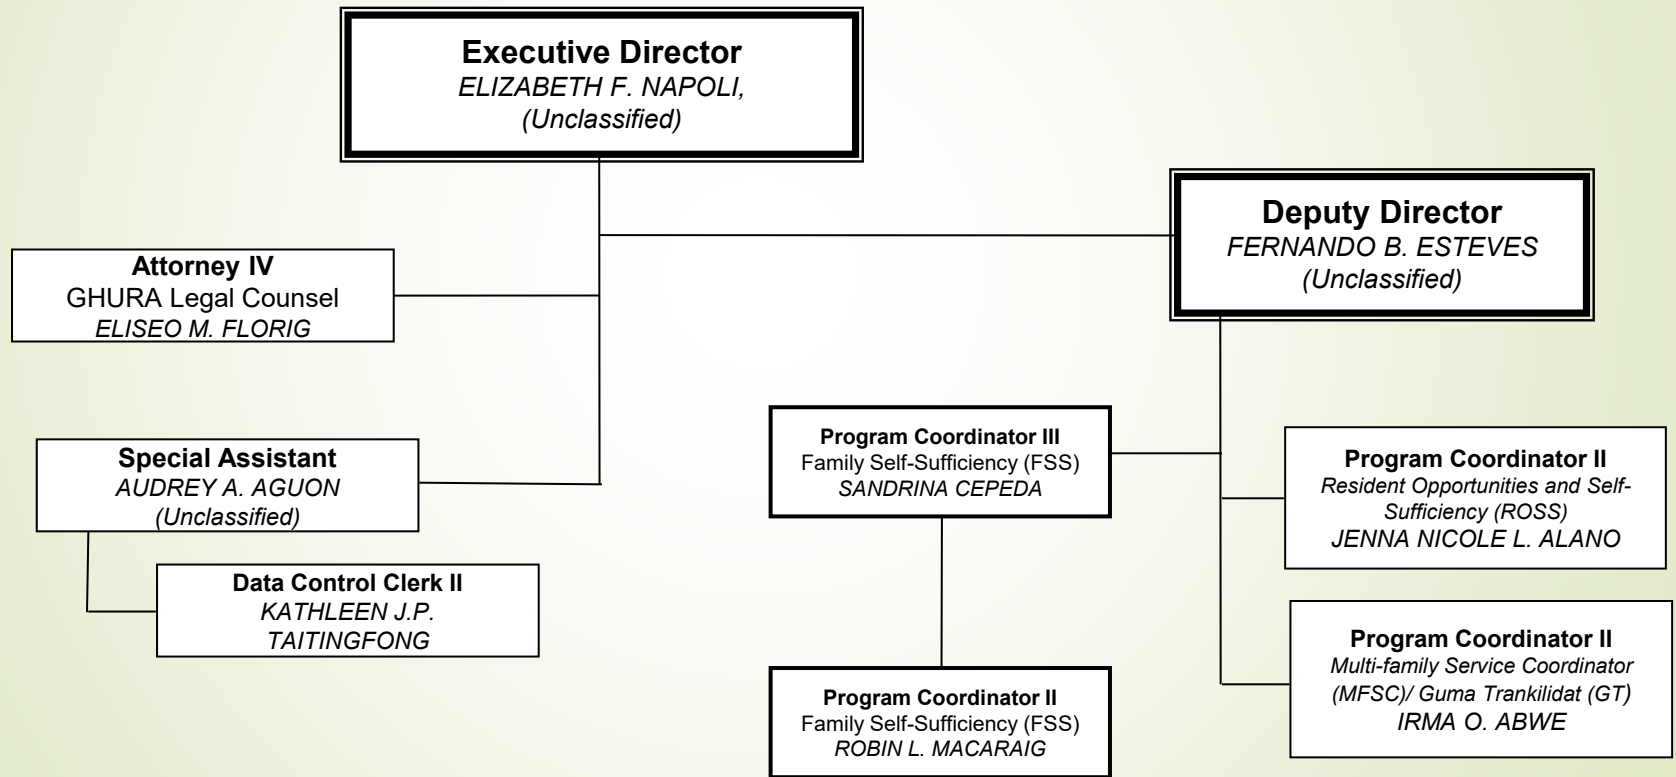 Executive Director
ELIZABETH F. NAPOLI,
(Unclassified)
Deputy Director
FERNANDO B. ESTEVES
(Unclassified)
Attorney IV
GHURA Legal Counsel
ELISEO M. FLORIG
Special Assistant
AUDREY A. AGUON
(Unclassified)
Data Control Clerk II
KATHLEEN J.P.
TAITINGFONG
Program Coordinator III
Family Self-Sufficiency (FSS)
SANDRINA CEPEDA
Program Coordinator II
Family Self-Sufficiency (FSS)
ROBIN L. MACARAIG
Program Coordinator II
Resident Opportunities and Self-
Sufficiency (ROSS)
JENNA NICOLE L. ALANO
Program Coordinator II
Multi-family Service Coordinator
(MFSC)/ Guma Trankilidat (GT)
IRMA O. ABWE